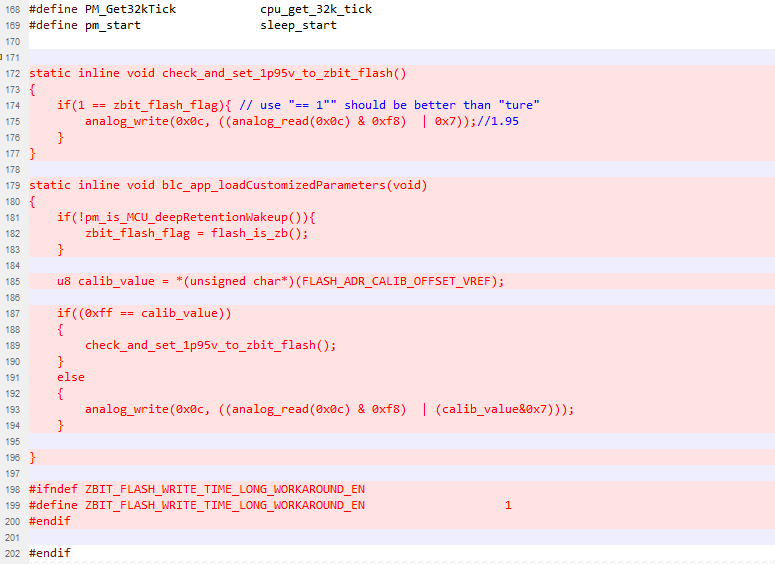 168 #define PM_Get32kTick cpu_get_32k_tick
169 #define pm_start sleep_start
170
171
172 static inline void check_and_set_1p95v_to_zbit_flash()
173 {
174 if(1 == zbit_flash_flag){ // use "== 1"" should be better than "ture"
175 analog_write(0x0c, ((analog_read(0x0c) & 0xf8) | 0x7));//1.95
176 }
177 }
178
179 static inline void blc_app_loadCustomizedParameters(void)
180 {
181 if(!pm_is_MCU_deepRetentionWakeup()){
182 zbit_flash_flag = flash_is_zb();
183 }
184
185 u8 calib_value = *(unsigned char*)(FLASH_ADR_CALIB_OFFSET_VREF);
186
187 if((0xff == calib_value))
188 {
189 check_and_set_1p95v_to_zbit_flash();
190 }
191 else
192 {
193 analog_write(0x0c, ((analog_read(0x0c) & 0xf8) | (calib_value&0x7)));
194 }
195
196 }
197
198 #ifndef ZBIT_FLASH_WRITE_TIME_LONG_WORKAROUND_EN
199 #define ZBIT_FLASH_WRITE_TIME_LONG_WORKAROUND_EN 1
200 #endif
201
202 #endif